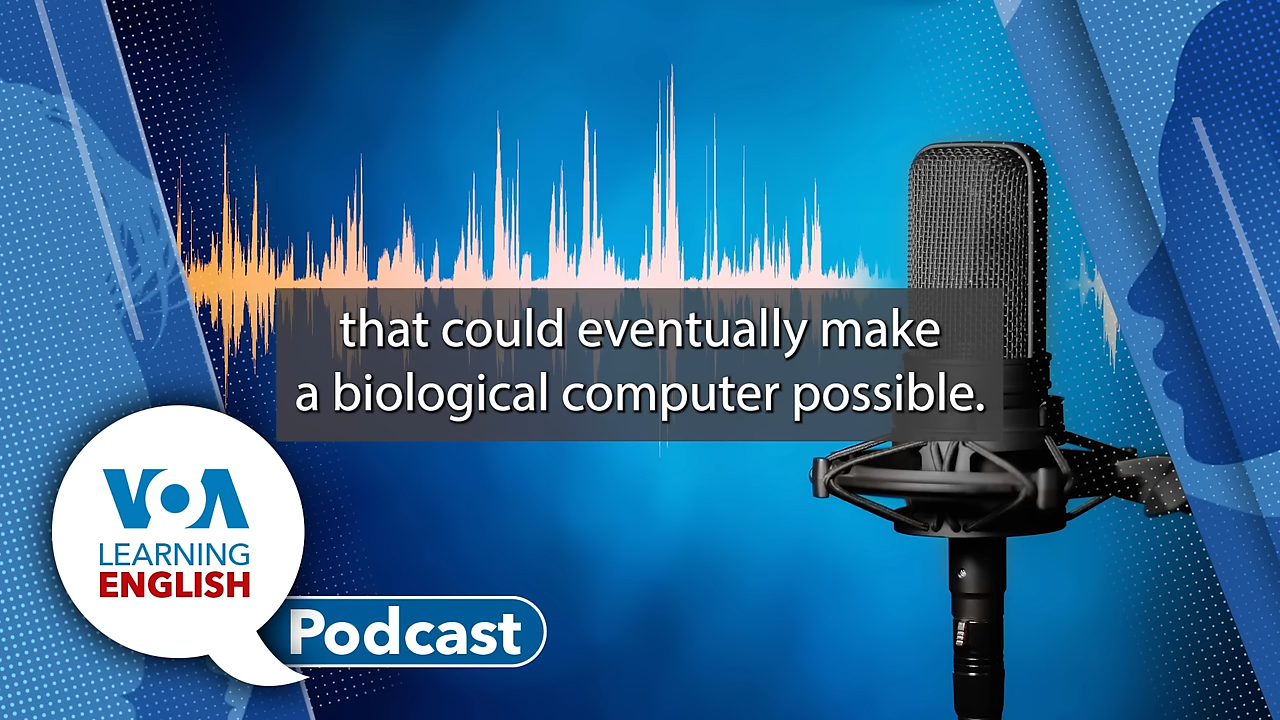 that could eventually make
a biological computer possible.
VOA
LEARNING
ENGLISH
Podcast